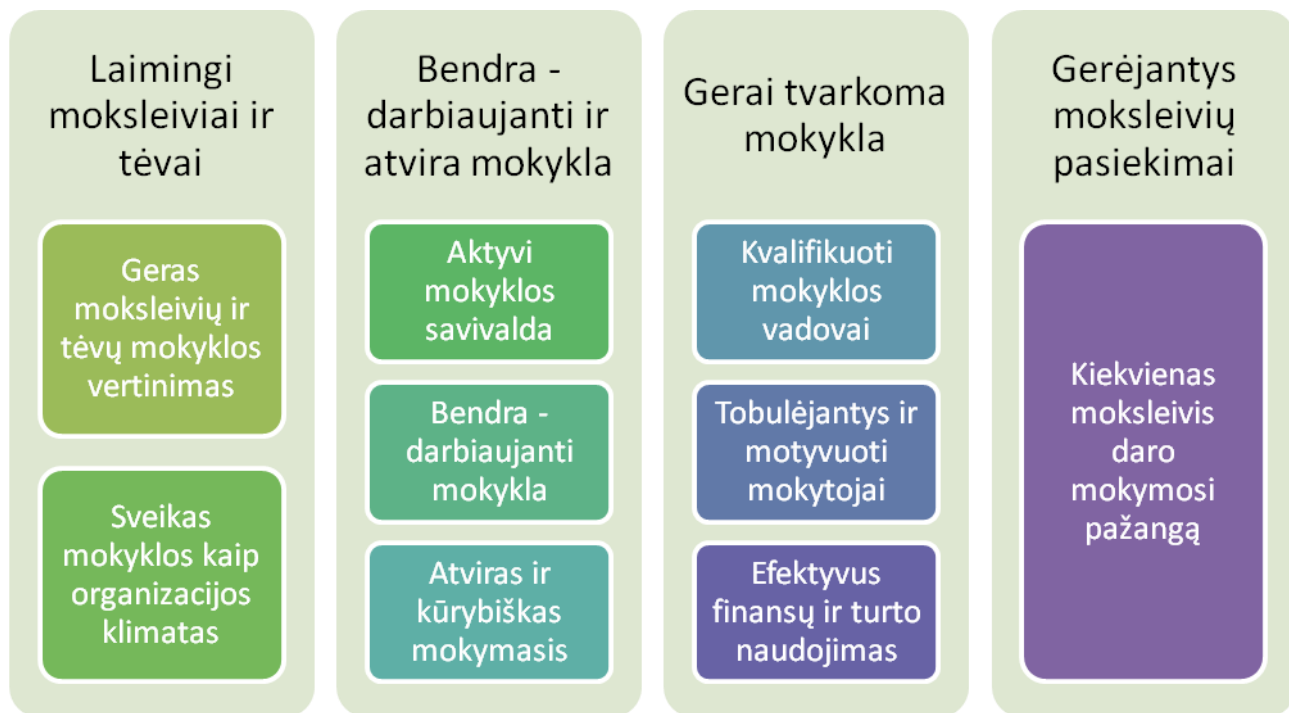 Laimingi
moksleiviai ir
tėvai
Geras
moksleivių ir
tėvų mokyklos
vertinimas
Sveikas
mokyklos kaip
organizacijos
klimatas
Bendra -
darbiaujanti ir
atvira mokykla
Aktyvi
mokyklos
savivalda
Bendra -
darbiaujanti
mokykla
Atviras ir
kūrybiškas
mokymasis
Gerai tvarkoma
mokykla
Kvalifikuoti
mokyklos
vadovai
Tobulėjantys ir
motyvuoti
mokytojai
Efektyvus
finansų ir turto
naudojimas
Gerėjantys
moksleivių
pasiekimai
Kiekvienas
moksleivis
daro
mokymosi
pažangą